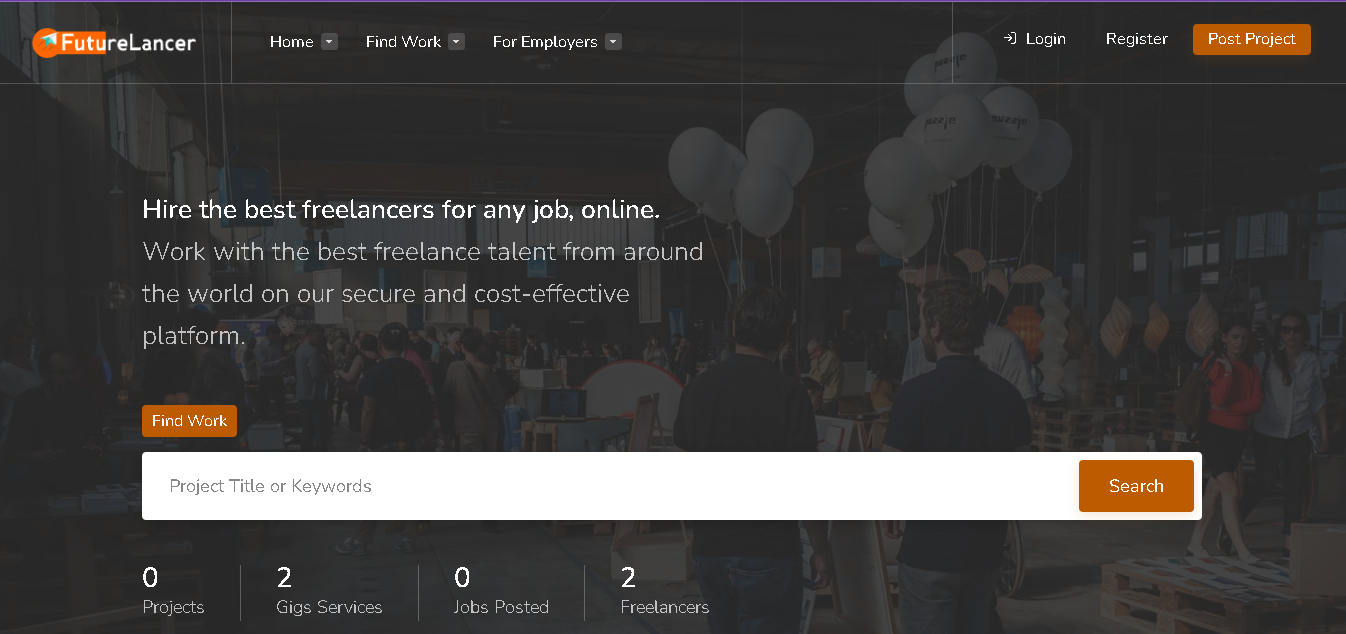 FutureLancer
Home
Find Work
For Employers
Login
Register
Post Project
Hire the best freelancers for any job, online.
Work with the best freelance talent from around
the world on our secure and cost-effective
platform.
Find Work
Project Title or Keywords
Search
0
Projects
2
Gigs Services
0
Jobs Posted
2
Freelancers